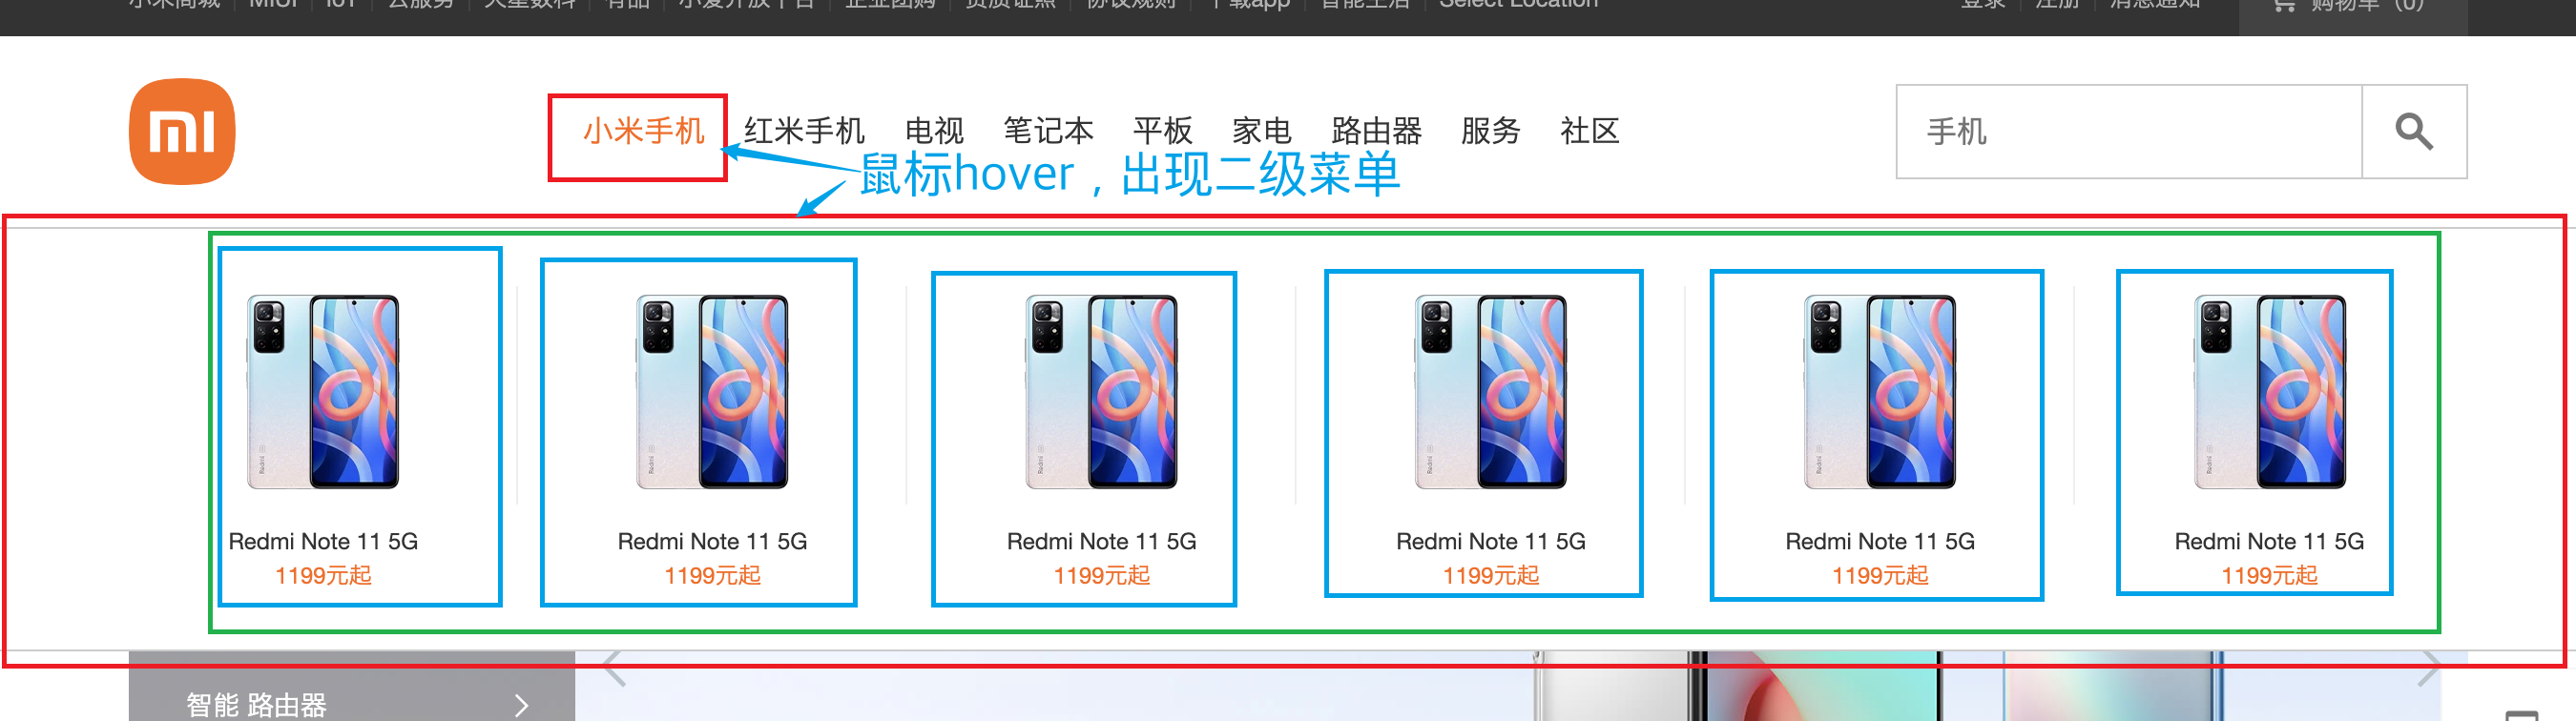 小米商城 MIUI IoT 云服务 天星数科 有品 小爱开放平台 企业团购 资质证照 协议规则 下载app 智能生活 Select Location 登录 注册 消息通知 购物车 (0)
小米手机 红米手机 电视 笔记本 平板 家电 路由器 服务 社区 手机
鼠标hover，出现二级菜单
Redmi Note 11 5G Redmi Note 11 5G Redmi Note 11 5G Redmi Note 11 5G Redmi Note 11 5G Redmi Note 11 5G
1199元起 1199元起 1199元起 1199元起 1199元起 1199元起
智能 路由器